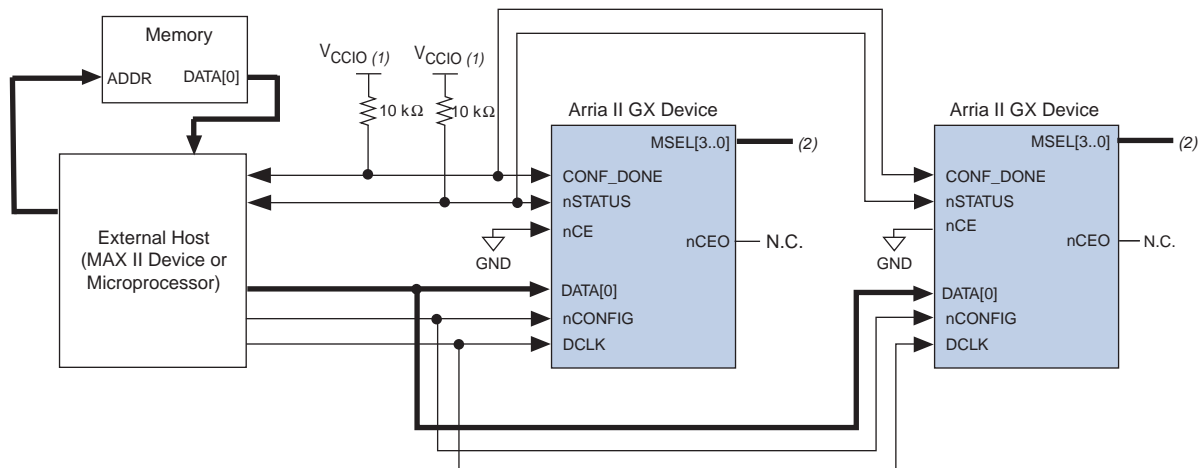 Memory
ADDR
DATA[0]
VCCIO (1)
VCCIO (1)
10 kΩ
10 kΩ
External Host
(MAX II Device or
Microprocessor)
Arria II GX Device
MSEL[3..0]
(2)
CONF_DONE
nSTATUS
nCE
GND
nCEO
N.C.
DATA[0]
nCONFIG
DCLK
Arria II GX Device
MSEL[3..0]
(2)
CONF_DONE
nSTATUS
nCE
GND
nCEO
N.C.
DATA[0]
nCONFIG
DCLK